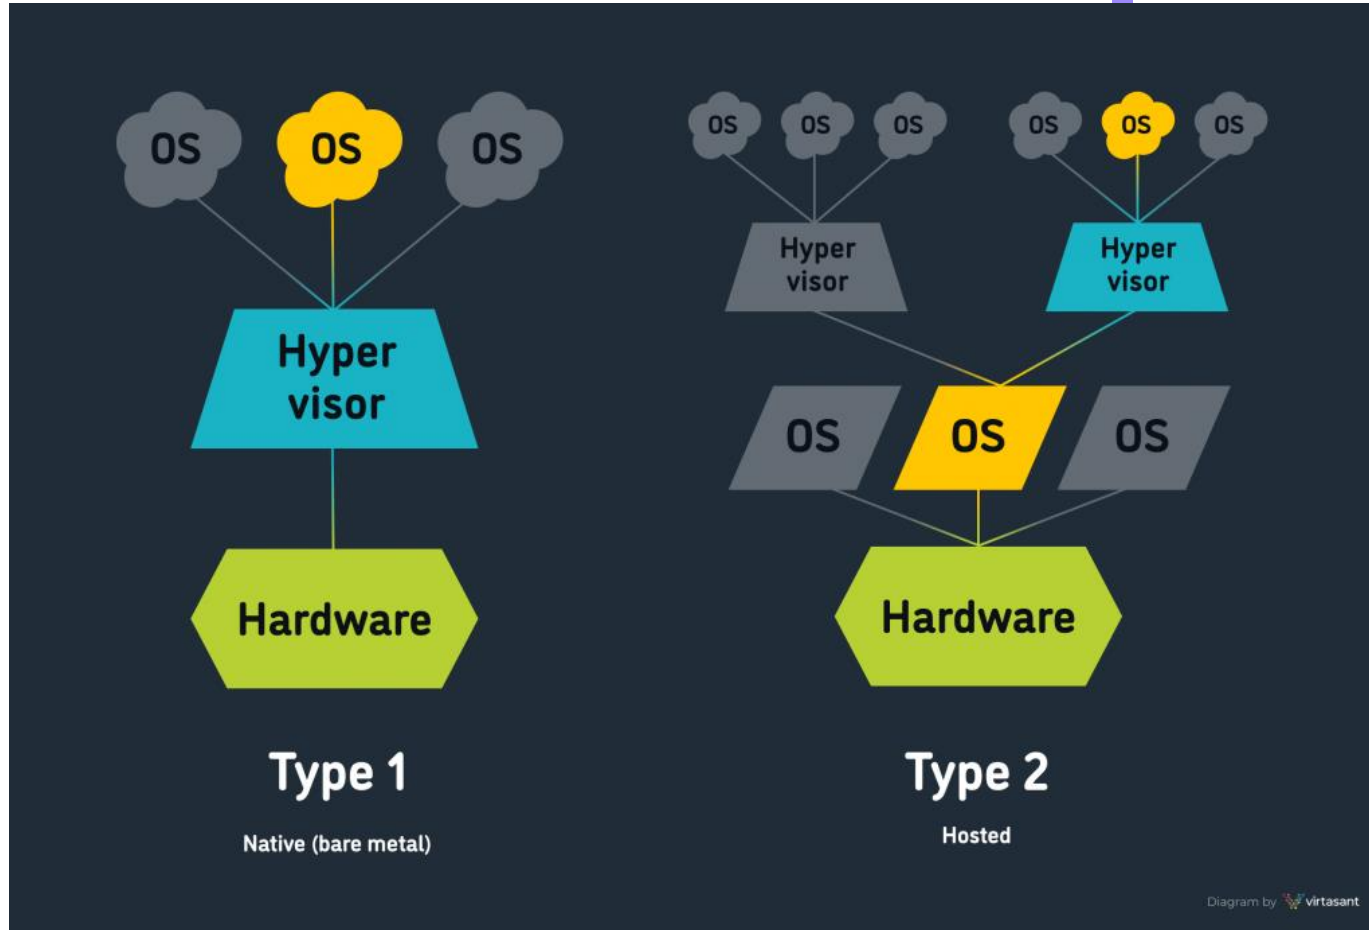 OS
OS
OS
Hyper
visor
Hardware
Type 1
Native (bare metal)
OS
OS
OS
OS
OS
OS
Hyper
visor
Hyper
visor
OS
OS
OS
Hardware
Type 2
Hosted
Diagram by virtasant